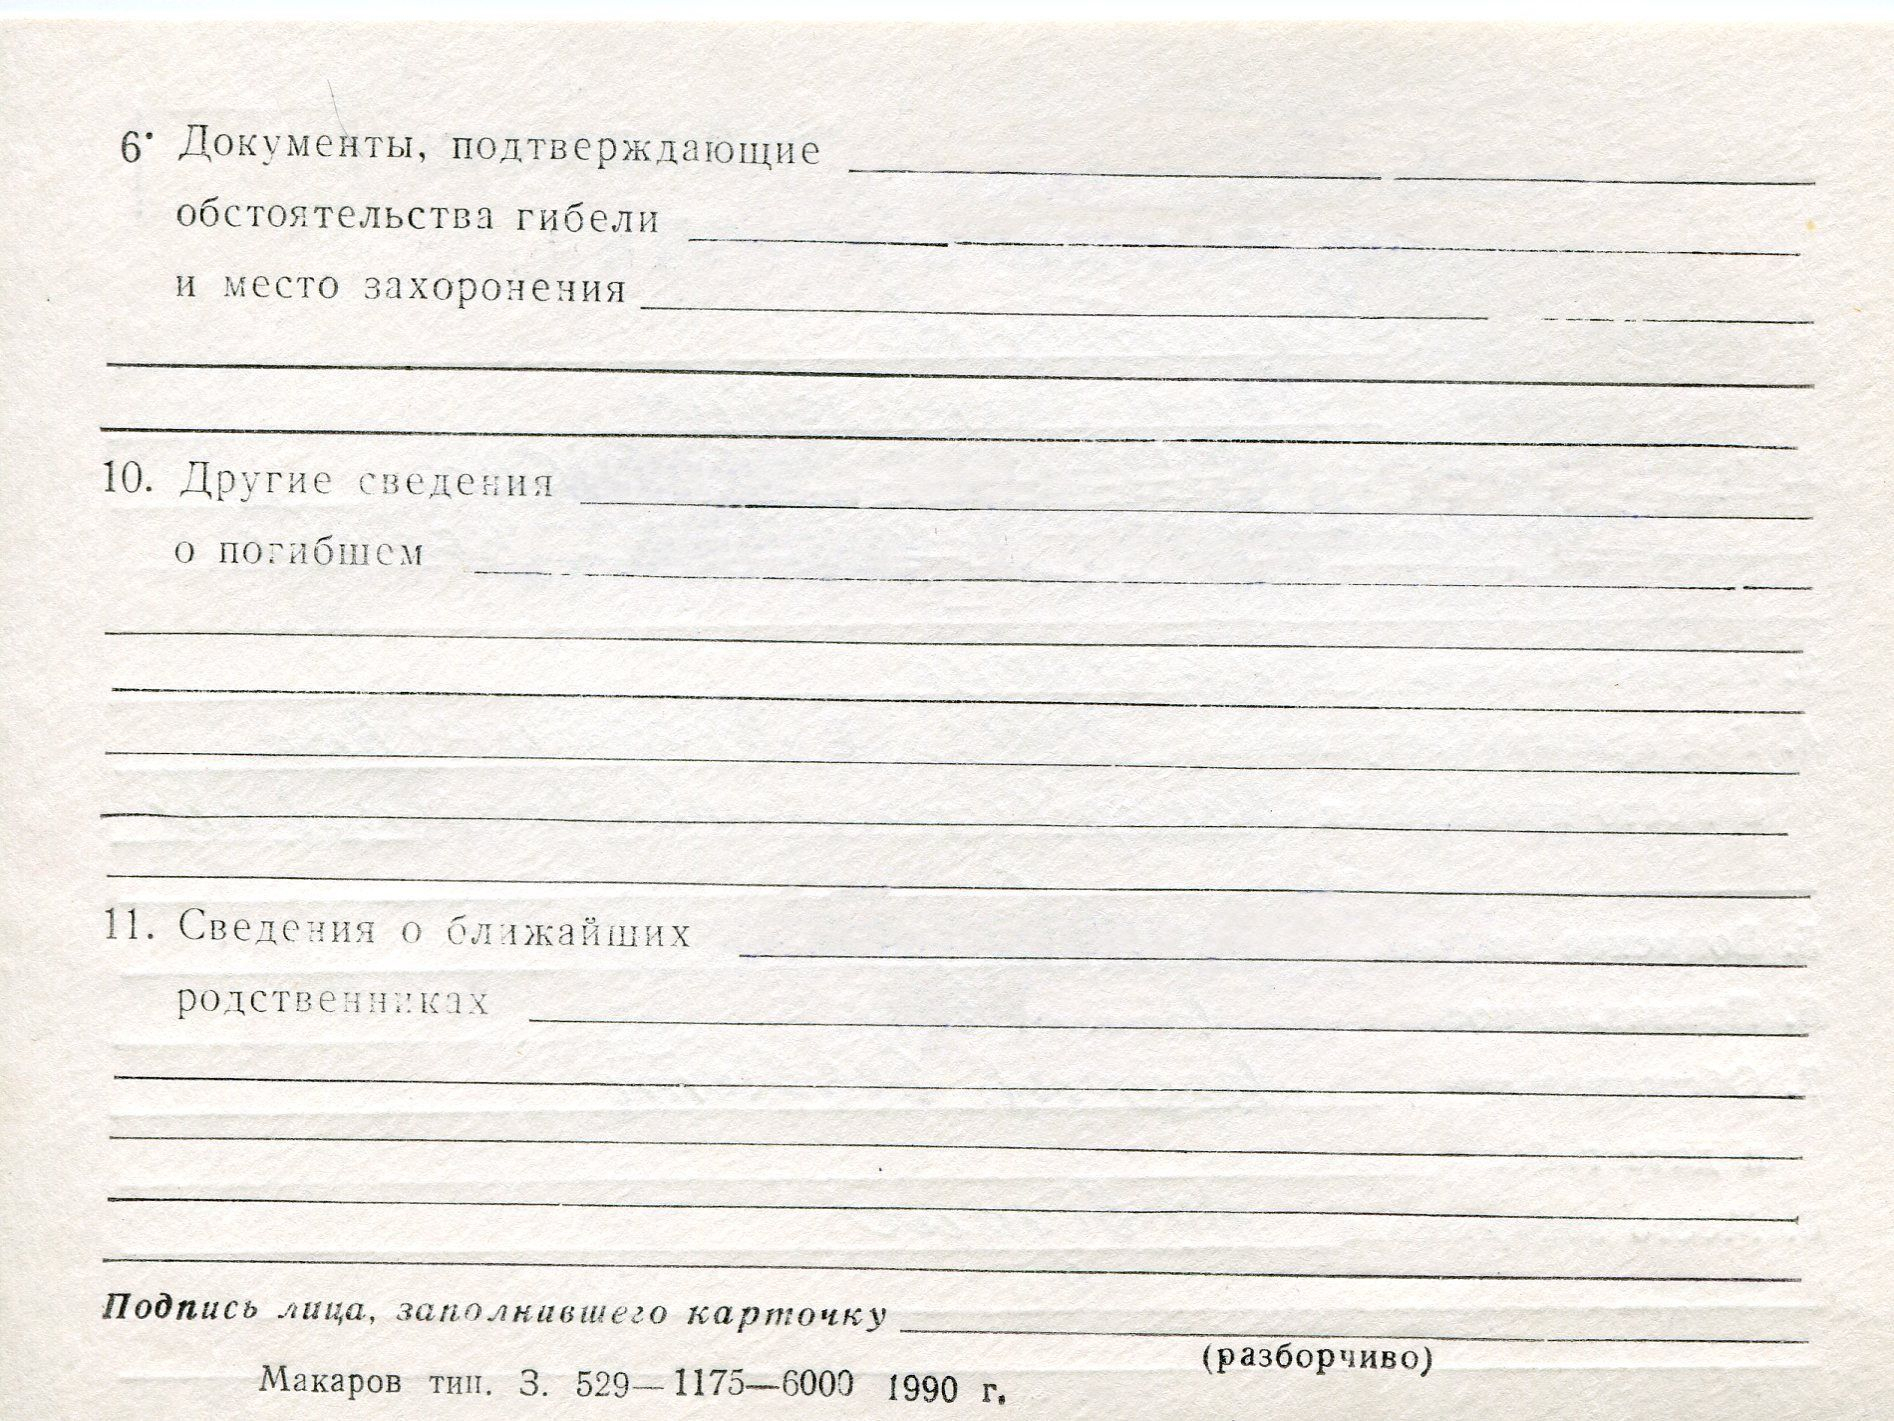 6. Документы, подтверждающие
обстоятельства гибели
и место захоронения
10. Другие сведения
о погибшем
11. Сведения о ближайших
родственниках
Подпись лица, заполнившего карточку
(разборчиво)
Макаров тип. З. 529—1175—6000 1990 г.